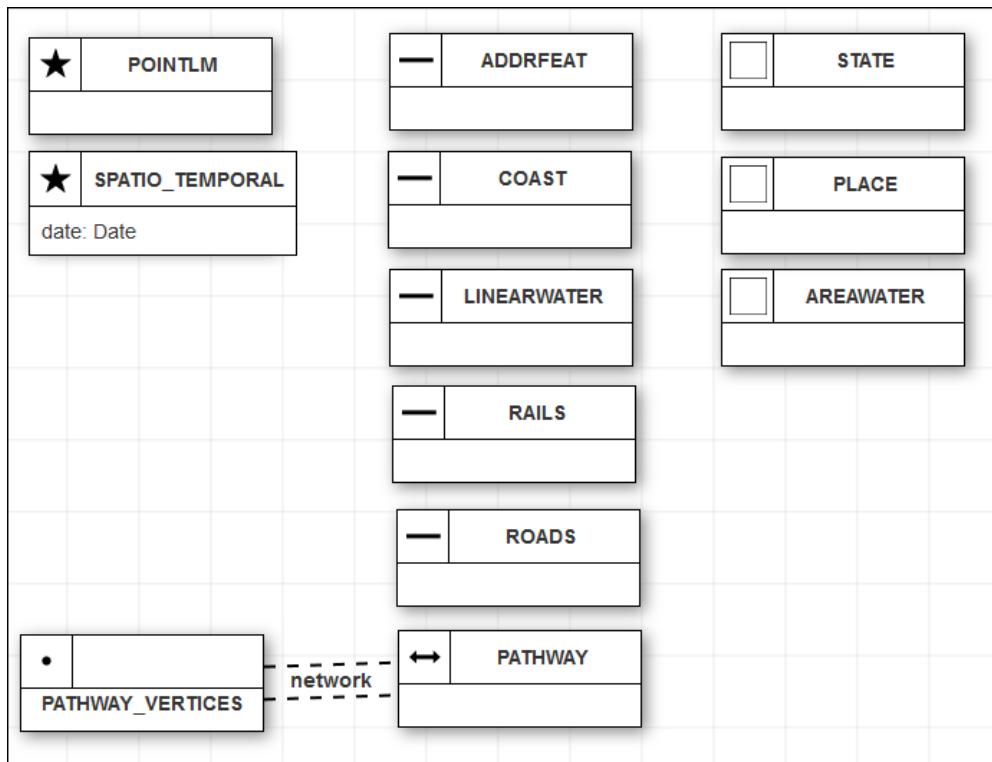 POINTLM
ADDRFEAT
STATE
SPATIO_TEMPORAL
date: Date
COAST
PLACE
LINEARWATER
AREAWATER
RAILS
ROADS
PATHWAY
network
PATHWAY_VERTICES